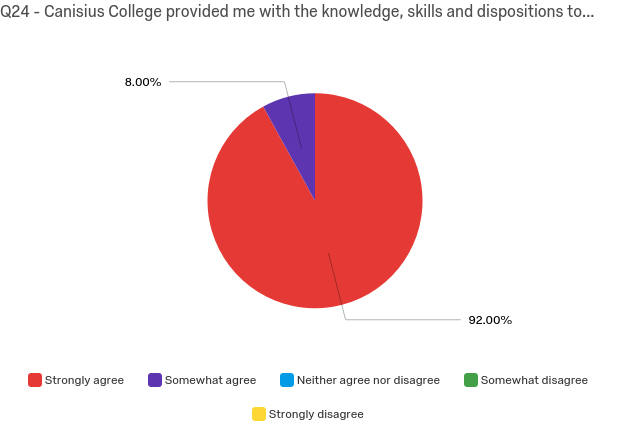 Q24 - Canisius College provided me with the knowledge, skills and dispositions to...
8.00%
92.00%
Strongly agree
Somewhat agree
Neither agree nor disagree
Somewhat disagree
Strongly disagree